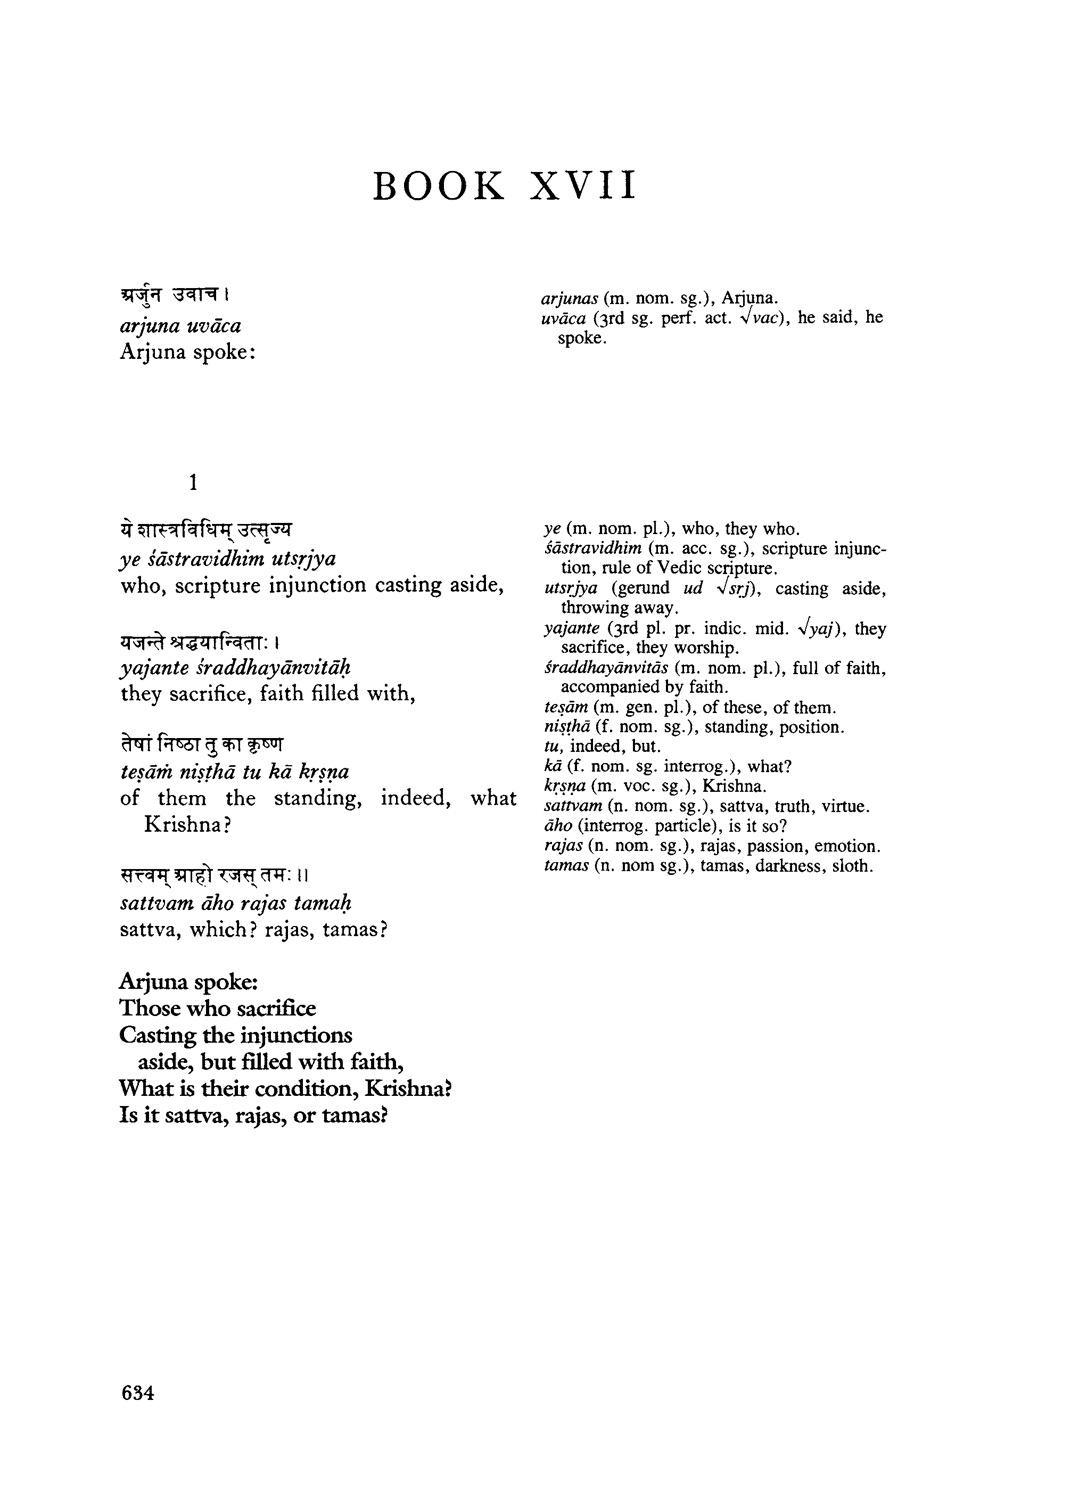 BOOK XVII
अर्जुन उवाच ।
arjuna uvāca
Arjuna spoke:
arjunas (m. nom. sg.), Arjuna.
uvāca (3rd sg. perf. act. √vac), he said, he
spoke.
1
ये शास्त्रविधिम् उत्सृज्य
ye śāstravidhim utsṛjya
who, scripture injunction casting aside,
यजन्ते श्रद्धयान्विताः ।
yajante śraddhayānvitāḥ
they sacrifice, faith filled with,
तेषां निष्ठा तु का कृष्ण
teṣāṁ niṣṭhā tu kā kṛṣṇa
of them the standing, indeed, what
Krishna?
सत्त्वम् आहो रजस् तमः ॥
sattvam āho rajas tamaḥ
sattva, which? rajas, tamas?
Arjuna spoke:
Those who sacrifice
Casting the injunctions
aside, but filled with faith,
What is their condition, Krishna?
Is it sattva, rajas, or tamas?
ye (m. nom. pl.), who, they who.
śāstravidhim (m. acc. sg.), scripture injunc-
tion, rule of Vedic scripture.
utsṛjya (gerund ud √sṛj), casting aside,
throwing away.
yajante (3rd pl. pr. indic. mid. √yaj), they
sacrifice, they worship.
śraddhayānvitās (m. nom. pl.), full of faith,
accompanied by faith.
teṣām (m. gen. pl.), of these, of them.
niṣṭhā (f. nom. sg.), standing, position.
tu, indeed, but.
kā (f. nom. sg. interrog.), what?
kṛṣṇa (m. voc. sg.), Krishna.
sattvam (n. nom. sg.), sattva, truth, virtue.
āho (interrog. particle), is it so?
rajas (n. nom. sg.), rajas, passion, emotion.
tamas (n. nom sg.), tamas, darkness, sloth.
634